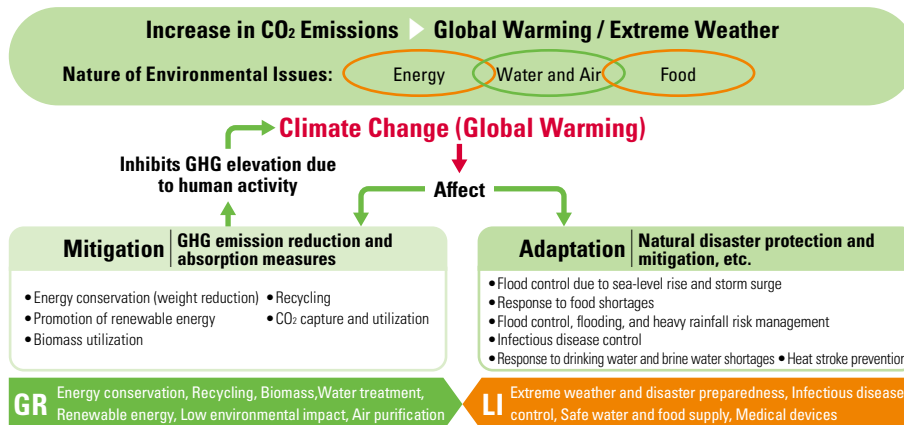 Increase in CO₂ Emissions Global Warming / Extreme Weather
Nature of Environmental Issues: Energy Water and Air Food
Climate Change (Global Warming)
Inhibits GHG elevation due
to human activity
Affect
Mitigation GHG emission reduction and
absorption measures
• Energy conservation (weight reduction) • Recycling
• Promotion of renewable energy • CO₂ capture and utilization
• Biomass utilization
Adaptation Natural disaster protection and
mitigation, etc.
• Flood control due to sea-level rise and storm surge
• Response to food shortages
• Flood control, flooding, and heavy rainfall risk management
• Infectious disease control
• Response to drinking water and brine water shortages • Heat stroke prevention
GR Energy conservation, Recycling, Biomass,Water treatment,
Renewable energy, Low environmental impact, Air purification
LI Extreme weather and disaster preparedness, Infectious disease
control, Safe water and food supply, Medical devices